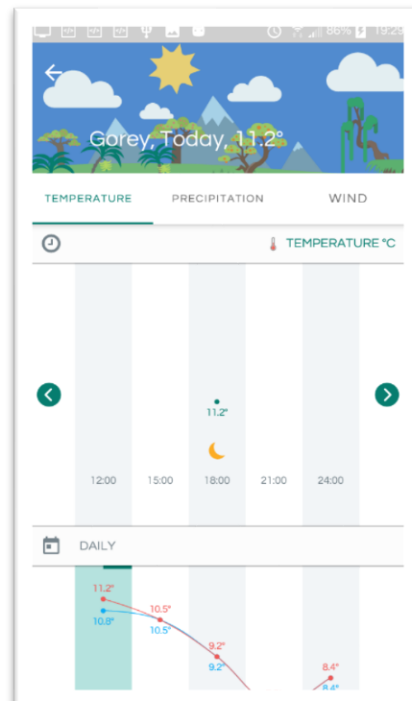 86% 19:29
Gorey, Today, 11.2°
TEMPERATURE PRECIPITATION WIND
TEMPERATURE °C
11.2°
12:00 15:00 18:00 21:00 24:00
DAILY
11.2°
10.8°
10.5°
10.5°
9.2°
9.2°
8.4°
8.4°